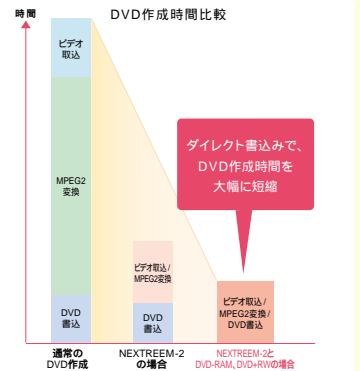 時間
DVD作成時間比較
ビデオ
取込
MPEG2
変換
DVD
書込
ビデオ取込/
MPEG2変換
DVD
書込
ダイレクト書込みで、
DVD作成時間を
大幅に短縮
ビデオ取込/
MPEG2変換/
DVD書込
通常の
DVD作成
NEXTREEM-2
の場合
NEXTREEM-2と
DVD-RAM、DVD+RWの場合